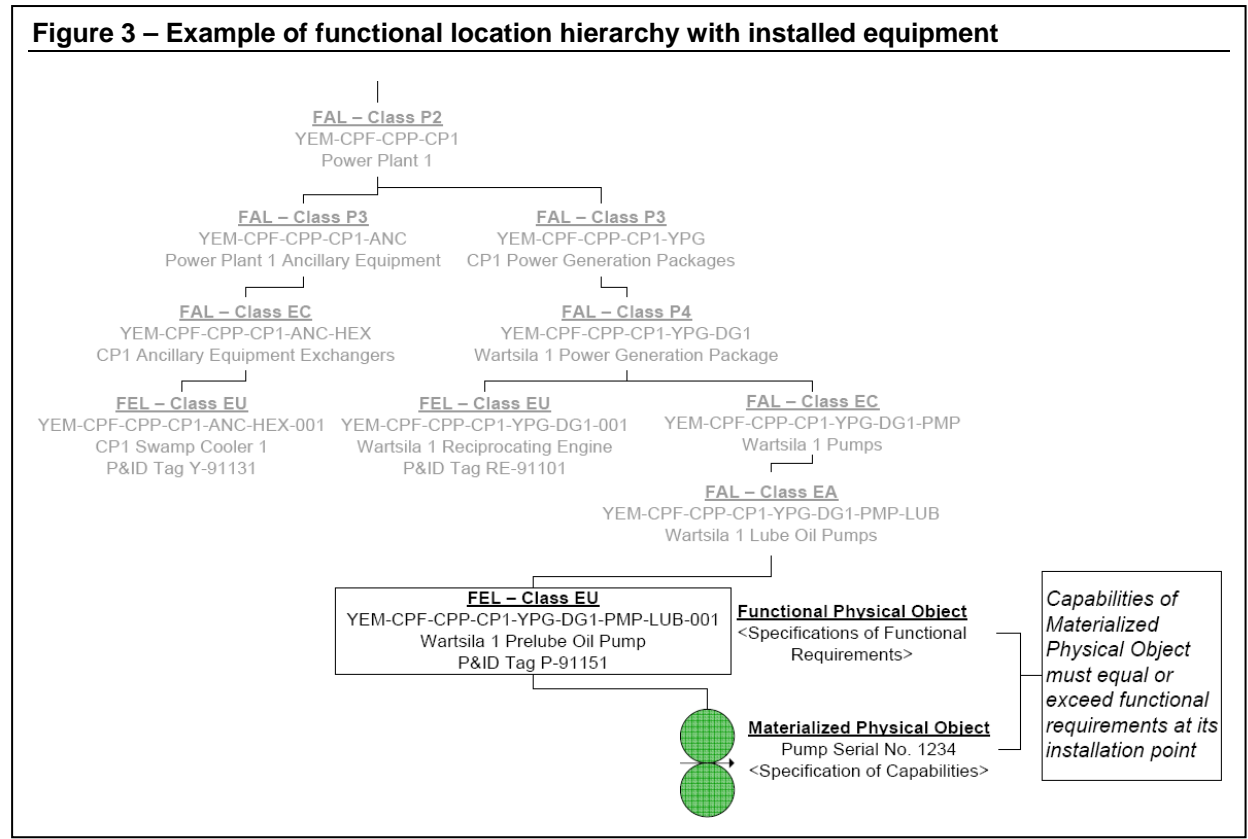 Figure 3 – Example of functional location hierarchy with installed equipment
FAL – Class P2
YEM-CPF-CPP-CP1
Power Plant 1
FAL – Class P3
YEM-CPF-CPP-CP1-ANC
Power Plant 1 Ancillary Equipment
FAL – Class P3
YEM-CPF-CPP-CP1-YPG
CP1 Power Generation Packages
FAL – Class EC
YEM-CPF-CPP-CP1-ANC-HEX
CP1 Ancillary Equipment Exchangers
FAL – Class P4
YEM-CPF-CPP-CP1-YPG-DG1
Wartsila 1 Power Generation Package
FEL – Class EU
YEM-CPF-CPP-CP1-ANC-HEX-001
CP1 Swamp Cooler 1
P&ID Tag Y-91131
FEL – Class EU
YEM-CPF-CPP-CP1-YPG-DG1-001
Wartsila 1 Reciprocating Engine
P&ID Tag RE-91101
FAL – Class EC
YEM-CPF-CPP-CP1-YPG-DG1-PMP
Wartsila 1 Pumps
FAL – Class EA
YEM-CPF-CPP-CP1-YPG-DG1-PMP-LUB
Wartsila 1 Lube Oil Pumps
FEL – Class EU
YEM-CPF-CPP-CP1-YPG-DG1-PMP-LUB-001
Wartsila 1 Prelube Oil Pump
P&ID Tag P-91151
Functional Physical Object
<Specifications of Functional
Requirements>
Materialized Physical Object
Pump Serial No. 1234
<Specification of Capabilities>
Capabilities of
Materialized
Physical Object
must equal or
exceed functional
requirements at its
installation point